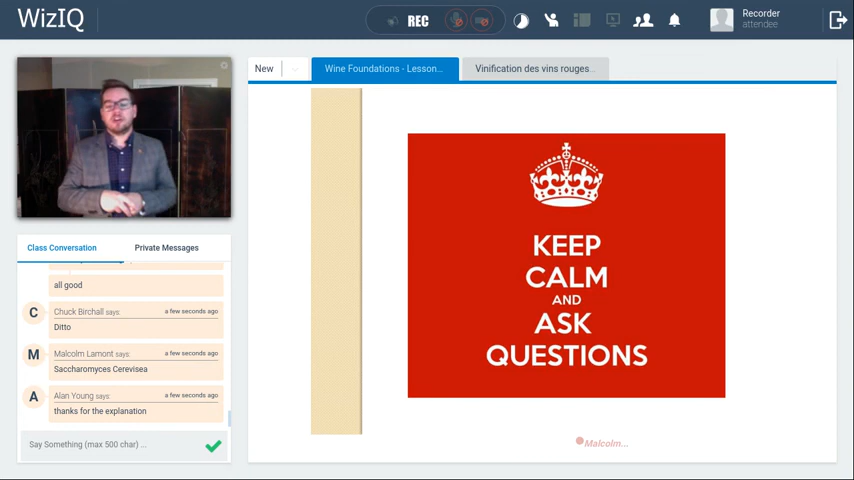 WizIQ
REC
Recorder
attendee
New
Wine Foundations - Lesson...
Vinification des vins rouges...
KEEP
CALM
AND
ASK
QUESTIONS
Malcolm...
Class Conversation
Private Messages
all good
C
Chuck Birchall says:
a few seconds ago
Ditto
M
Malcolm Lamont says:
a few seconds ago
Saccharomyces Cerevisea
A
Alan Young says:
a few seconds ago
thanks for the explanation
Say Something (max 500 char) ...